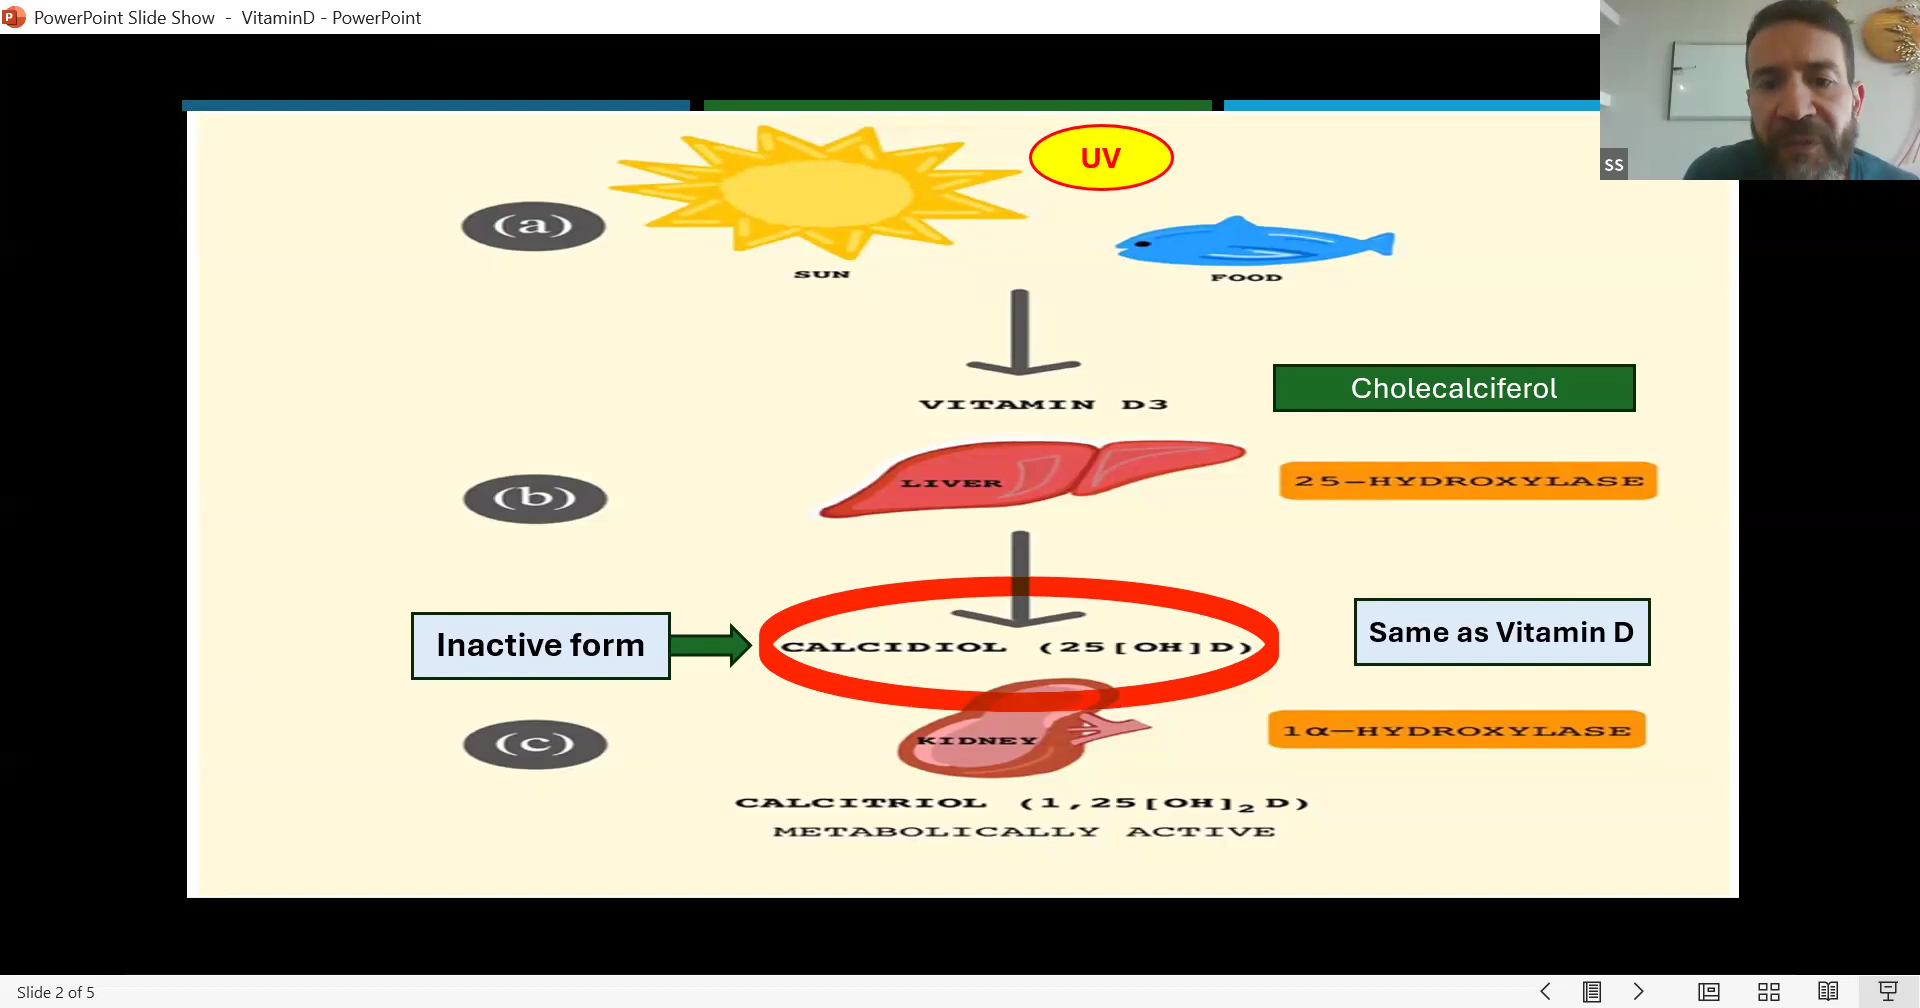 PowerPoint Slide Show - VitaminD - PowerPoint
SS
UV
(a)
SUN
FOOD
VITAMIN D3
Cholecalciferol
LIVER
25-HYDROXYLASE
(b)
Inactive form
CALCIDIOL (25[OH]D)
Same as Vitamin D
(c)
KIDNEY
1α-HYDROXYLASE
CALCITRIOL (1,25[OH]₂D)
METABOLICALLY ACTIVE
Slide 2 of 5